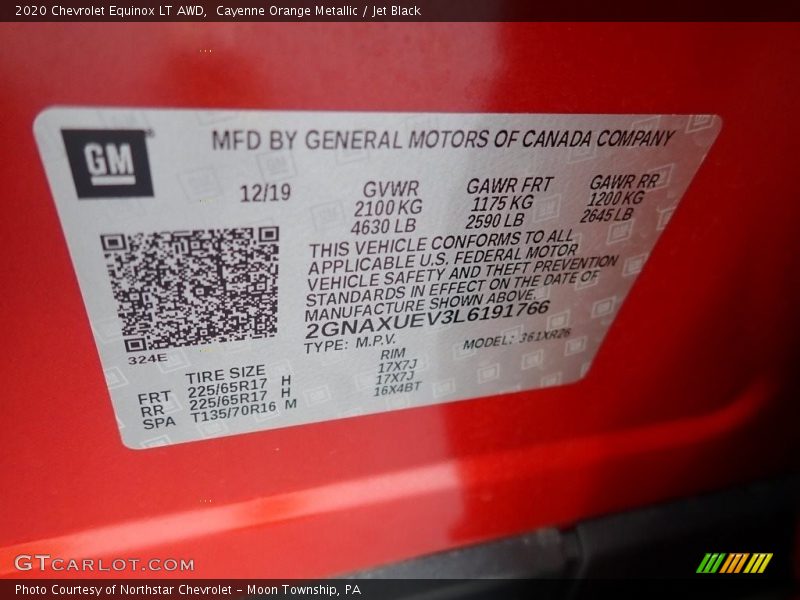 2020 Chevrolet Equinox LT AWD,  Cayenne Orange Metallic / Jet Black
GM
MFD BY GENERAL MOTORS OF CANADA COMPANY
12/19
GVWR GAWR FRT GAWR RR
2100 KG 1175 KG 1200 KG
4630 LB 2590 LB 2645 LB
THIS VEHICLE CONFORMS TO ALL
APPLICABLE U.S. FEDERAL MOTOR
VEHICLE SAFETY AND THEFT PREVENTION
STANDARDS IN EFFECT ON THE DATE OF
MANUFACTURE SHOWN ABOVE.
2GNAXUEV3L6191766
324E
TYPE: M.P.V. MODEL: 361XR26
TIRE SIZE RIM
FRT 225/65R17 H 17X7J
RR 225/65R17 H 17X7J
SPA T135/70R16 M 16X4BT
GTCARLOT.COM
Photo Courtesy of Northstar Chevrolet - Moon Township, PA